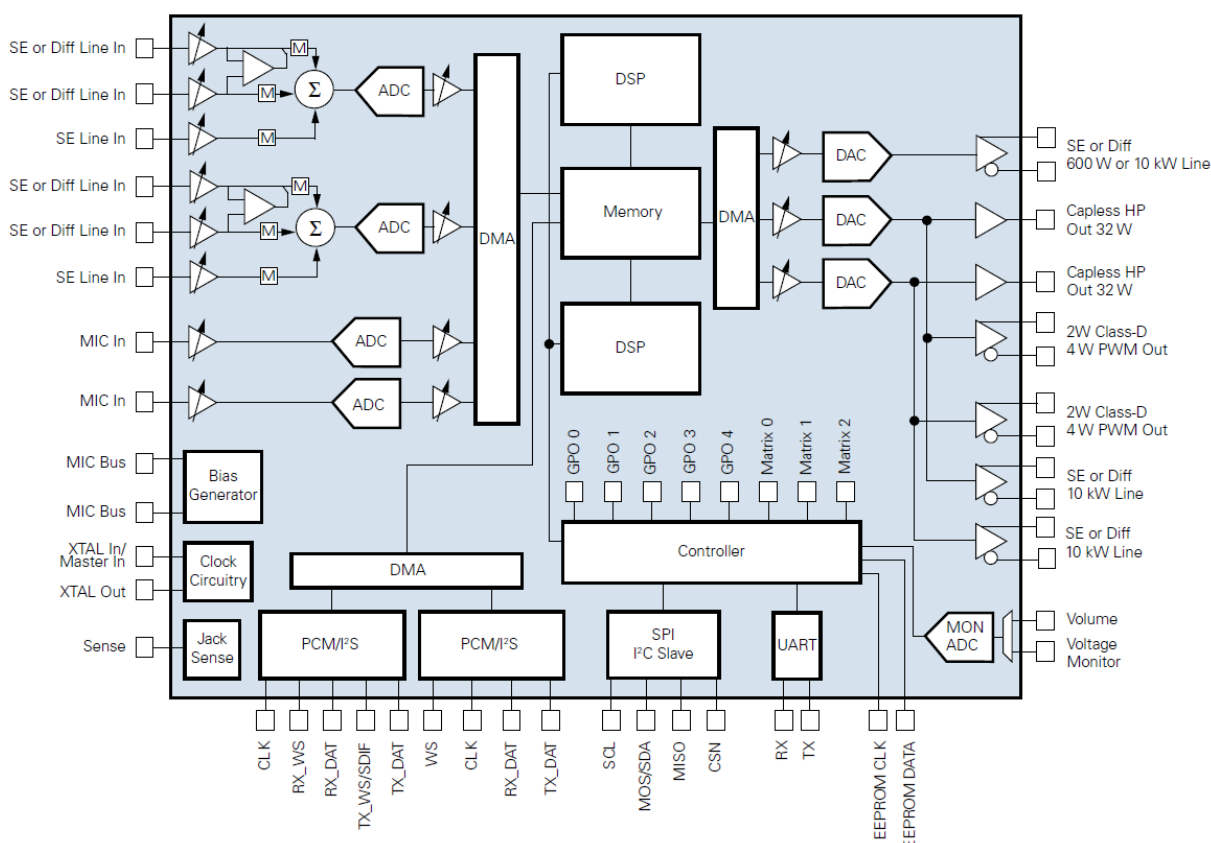 SE or Diff Line In
SE or Diff Line In
SE Line In
SE or Diff Line In
SE or Diff Line In
SE Line In
MIC In
MIC In
MIC Bus
MIC Bus
XTAL In/
Master In
XTAL Out
Sense
M
M
M
Σ
ADC
M
M
M
Σ
ADC
ADC
ADC
DMA
Bias
Generator
Clock
Circuitry
Jack
Sense
DSP
Memory
DSP
DMA
DAC
DAC
DAC
SE or Diff
600 W or 10 kW Line
Capless HP
Out 32 W
Capless HP
Out 32 W
2W Class-D
4 W PWM Out
2W Class-D
4 W PWM Out
SE or Diff
10 kW Line
SE or Diff
10 kW Line
Volume
Voltage
Monitor
MON
ADC
GPO 0
GPO 1
GPO 2
GPO 3
GPO 4
Matrix 0
Matrix 1
Matrix 2
Controller
DMA
PCM/I²S
PCM/I²S
SPI
I²C Slave
UART
CLK
RX_WS
RX_DAT
TX_WS/SDIF
TX_DAT
WS
CLK
RX_DAT
TX_DAT
SCL
MOS/SDA
MISO
CSN
RX
TX
EEPROM CLK
EEPROM DATA